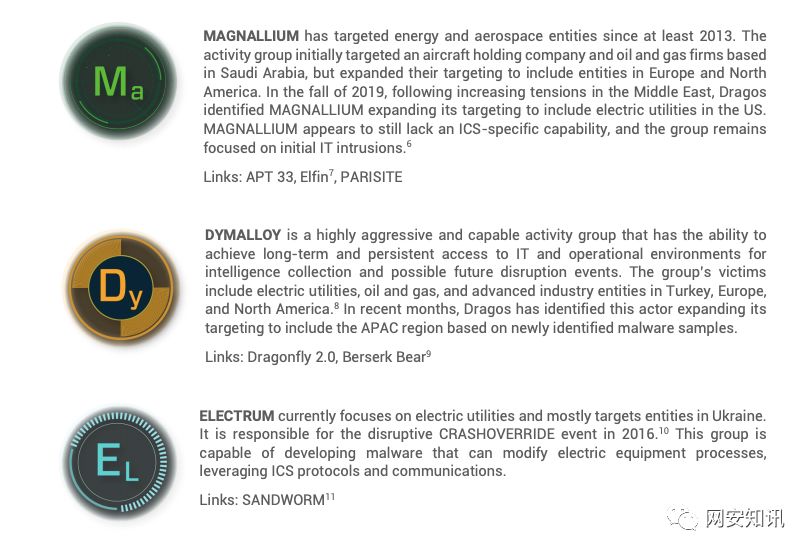 Ma
MAGNALLIUM has targeted energy and aerospace entities since at least 2013. The
activity group initially targeted an aircraft holding company and oil and gas firms based
in Saudi Arabia, but expanded their targeting to include entities in Europe and North
America. In the fall of 2019, following increasing tensions in the Middle East, Dragos
identified MAGNALLIUM expanding its targeting to include electric utilities in the US.
MAGNALLIUM appears to still lack an ICS-specific capability, and the group remains
focused on initial IT intrusions.6
Links: APT 33, Elfin7, PARISITE
Dy
DYMALLOY is a highly aggressive and capable activity group that has the ability to
achieve long-term and persistent access to IT and operational environments for
intelligence collection and possible future disruption events. The group's victims
include electric utilities, oil and gas, and advanced industry entities in Turkey, Europe,
and North America.8 In recent months, Dragos has identified this actor expanding its
targeting to include the APAC region based on newly identified malware samples.
Links: Dragonfly 2.0, Berserk Bear9
EL
ELECTRUM currently focuses on electric utilities and mostly targets entities in Ukraine.
It is responsible for the disruptive CRASHOVERRIDE event in 2016.10 This group is
capable of developing malware that can modify electric equipment processes,
leveraging ICS protocols and communications.
Links: SANDWORM11
网安知讯